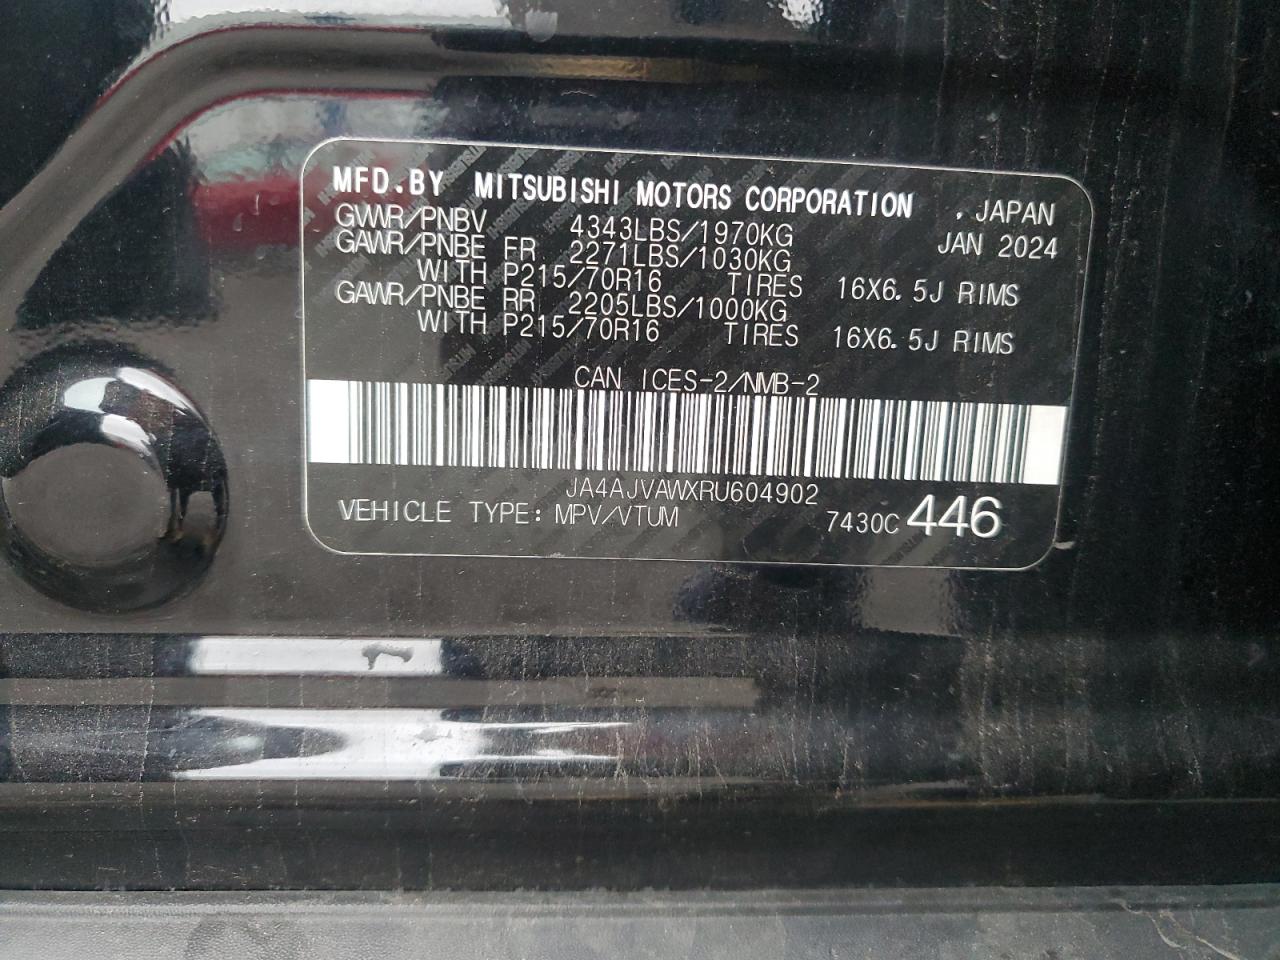 MFD.BY MITSUBISHI MOTORS CORPORATION , JAPAN
GVWR/PNBV 4343LBS/1970KG JAN 2024
GAWR/PNBE FR 2271LBS/1030KG
WITH P215/70R16 TIRES 16X6.5J RIMS
GAWR/PNBE RR 2205LBS/1000KG
WITH P215/70R16 TIRES 16X6.5J RIMS
CAN ICES-2/NMB-2
JA4AJVAWXRU604902
VEHICLE TYPE: MPV/VTUM 7430C 446